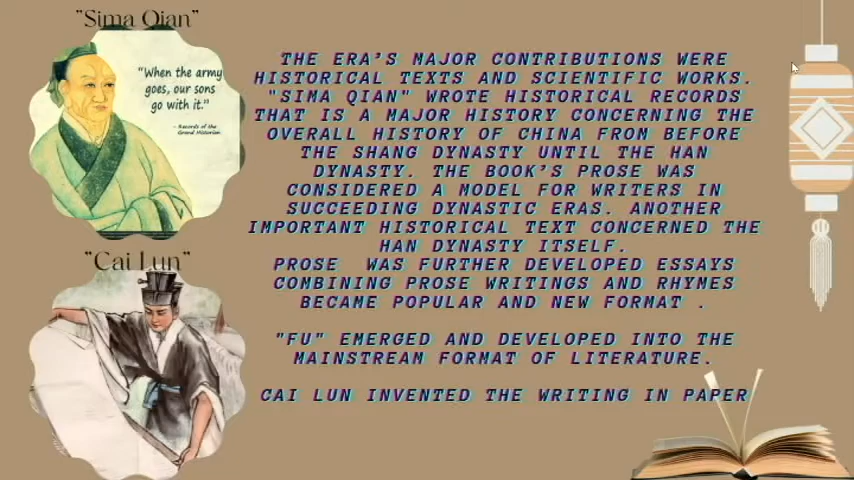 "Sima Qian"
"When the army
goes, our sons
go with it."
- Records of the
Grand Historian
THE ERA'S MAJOR CONTRIBUTIONS WERE
HISTORICAL TEXTS AND SCIENTIFIC WORKS.
"SIMA QIAN" WROTE HISTORICAL RECORDS
THAT IS A MAJOR HISTORY CONCERNING THE
OVERALL HISTORY OF CHINA FROM BEFORE
THE SHANG DYNASTY UNTIL THE HAN
DYNASTY. THE BOOK'S PROSE WAS
CONSIDERED A MODEL FOR WRITERS IN
SUCCEEDING DYNASTIC ERAS. ANOTHER
IMPORTANT HISTORICAL TEXT CONCERNED THE
HAN DYNASTY ITSELF.
PROSE WAS FURTHER DEVELOPED ESSAYS
COMBINING PROSE WRITINGS AND RHYMES
BECAME POPULAR AND NEW FORMAT .
"FU" EMERGED AND DEVELOPED INTO THE
MAINSTREAM FORMAT OF LITERATURE.
CAI LUN INVENTED THE WRITING IN PAPER
"Cai Lun"